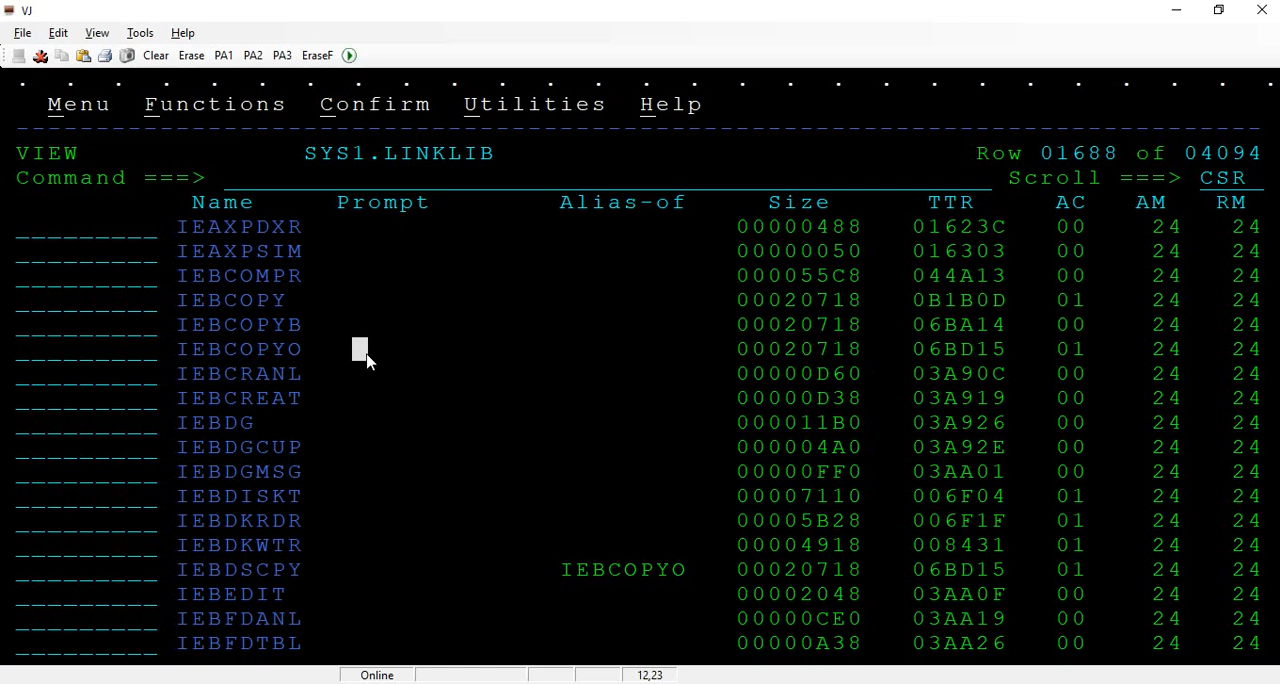 VJ
File Edit View Tools Help
Clear Erase PA1 PA2 PA3 EraseF
Menu Functions Confirm Utilities Help
VIEW SYS1.LINKLIB Row 01688 of 04094
Command ===> Scroll ===> CSR
Name Prompt Alias-of Size TTR AC AM RM
IEAXPDXR 00000488 01623C 00 24 24
IEAXPSIM 00000050 016303 00 24 24
IEBCOMPR 000055C8 044A13 00 24 24
IEBCOPY 00020718 0B1B0D 01 24 24
IEBCOPYB 00020718 06BA14 00 24 24
IEBCOPYO 00020718 06BD15 01 24 24
IEBCRANL 00000D60 03A90C 00 24 24
IEBCREAT 00000D38 03A919 00 24 24
IEBDG 000011B0 03A926 00 24 24
IEBDGCUP 000004A0 03A92E 00 24 24
IEBDGMSG 00000FF0 03AA01 00 24 24
IEBDISKT 00007110 006F04 01 24 24
IEBDKRDR 00005B28 006F1F 01 24 24
IEBDKWTR 00004918 008431 01 24 24
IEBDSCPY IEBCOPYO 00020718 06BD15 01 24 24
IEBEDIT 00002048 03AA0F 00 24 24
IEBFDANL 00000CE0 03AA19 00 24 24
IEBFDTBL 00000A38 03AA26 00 24 24
Online 12,23